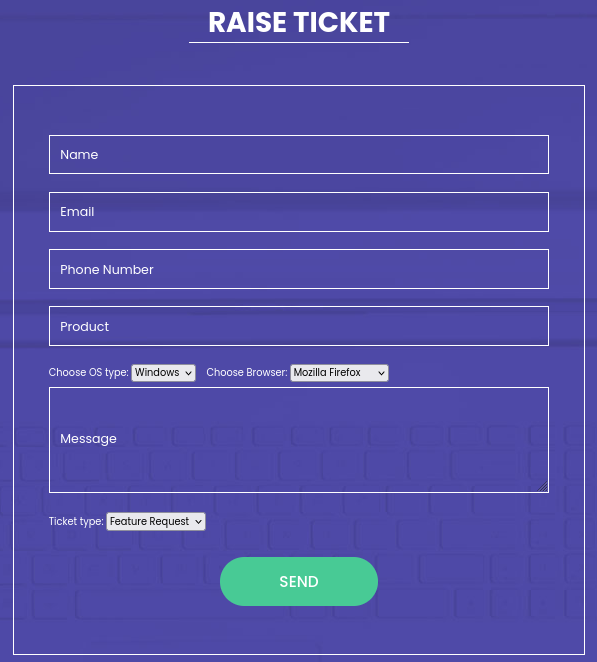 RAISE TICKET
Name
Email
Phone Number
Product
Choose OS type: Windows Choose Browser: Mozilla Firefox
Message
Ticket type: Feature Request
SEND